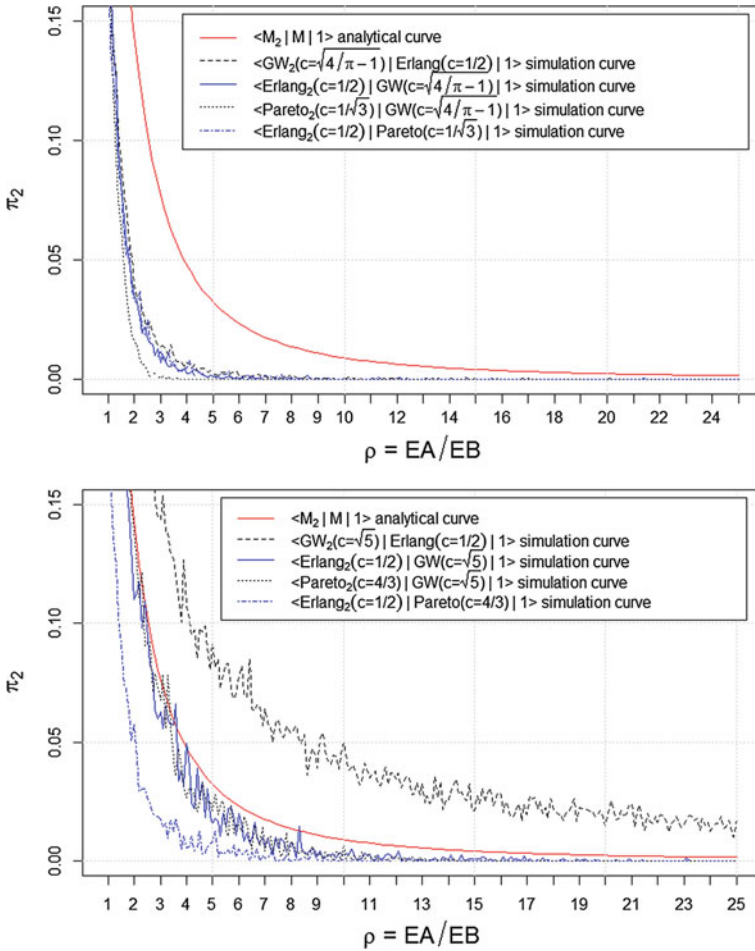 <M₂ | M | 1> analytical curve
<GW₂(c=√4/π−1) | Erlang(c=1/2) | 1> simulation curve
<Erlang₂(c=1/2) | GW(c=√4/π−1) | 1> simulation curve
<Pareto₂(c=1/√3) | GW(c=√4/π−1) | 1> simulation curve
<Erlang₂(c=1/2) | Pareto(c=1/√3) | 1> simulation curve
π₂
0.15
0.10
0.05
0.00
1 2 3 4 5 6 7 8 9 10 12 14 15 16 17 18 20 22 24
ρ = EA/EB
<M₂ | M | 1> analytical curve
<GW₂(c=√5) | Erlang(c=1/2) | 1> simulation curve
<Erlang₂(c=1/2) | GW(c=√5) | 1> simulation curve
<Pareto₂(c=4/3) | GW(c=√5) | 1> simulation curve
<Erlang₂(c=1/2) | Pareto(c=4/3) | 1> simulation curve
π₂
0.15
0.10
0.05
0.00
1 2 3 4 5 6 7 8 9 11 13 14 15 16 17 19 21 23 25
ρ = EA/EB